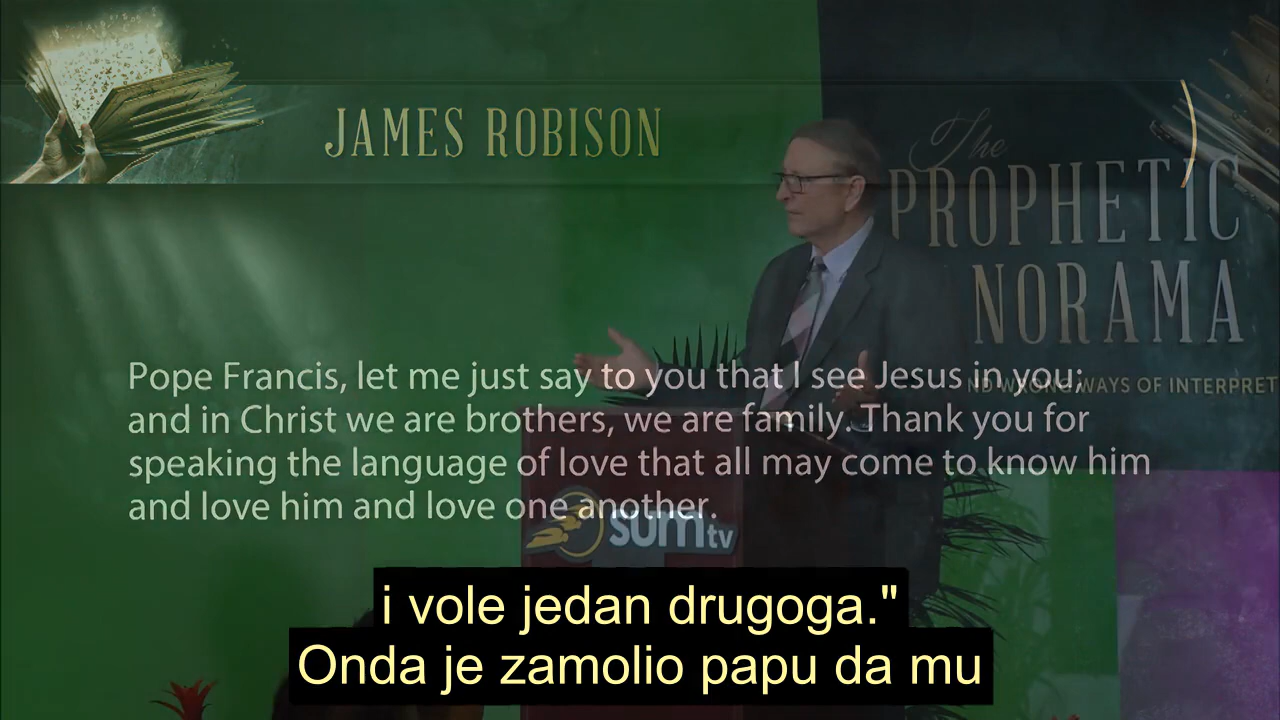 JAMES ROBISON
The
PROPHETIC
NORAMA
ND WRONG WAYS OF INTERPRET
Pope Francis, let me just say to you that I see Jesus in you;
and in Christ we are brothers, we are family. Thank you for
speaking the language of love that all may come to know him
and love him and love one another.
sumtv
i vole jedan drugoga."
Onda je zamolio papu da mu